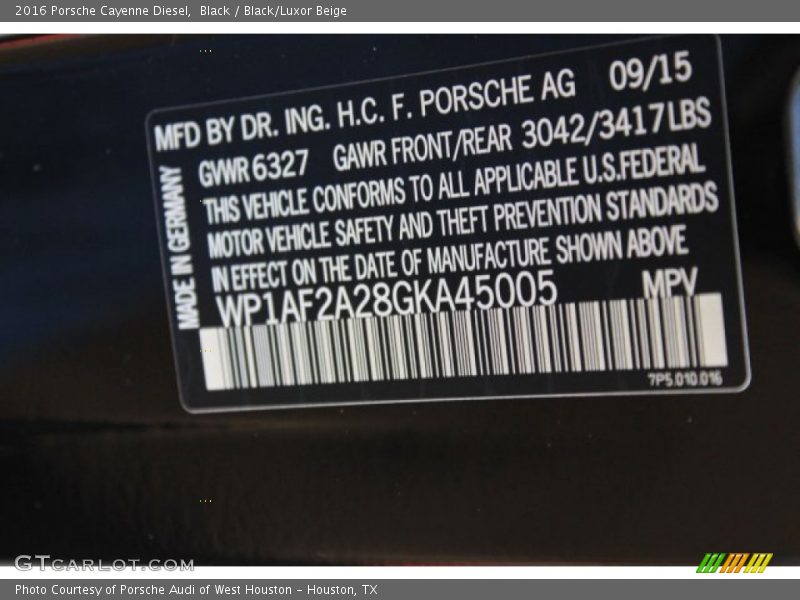 2016 Porsche Cayenne Diesel,  Black / Black/Luxor Beige
MFD BY DR. ING. H.C. F. PORSCHE AG 09/15
GVWR 6327 GAWR FRONT/REAR 3042/3417LBS
THIS VEHICLE CONFORMS TO ALL APPLICABLE U.S.FEDERAL
MOTOR VEHICLE SAFETY AND THEFT PREVENTION STANDARDS
IN EFFECT ON THE DATE OF MANUFACTURE SHOWN ABOVE
WP1AF2A28GKA45005 MPV
MADE IN GERMANY
7P5.010.016
GTCARLOT.COM
Photo Courtesy of Porsche Audi of West Houston – Houston, TX